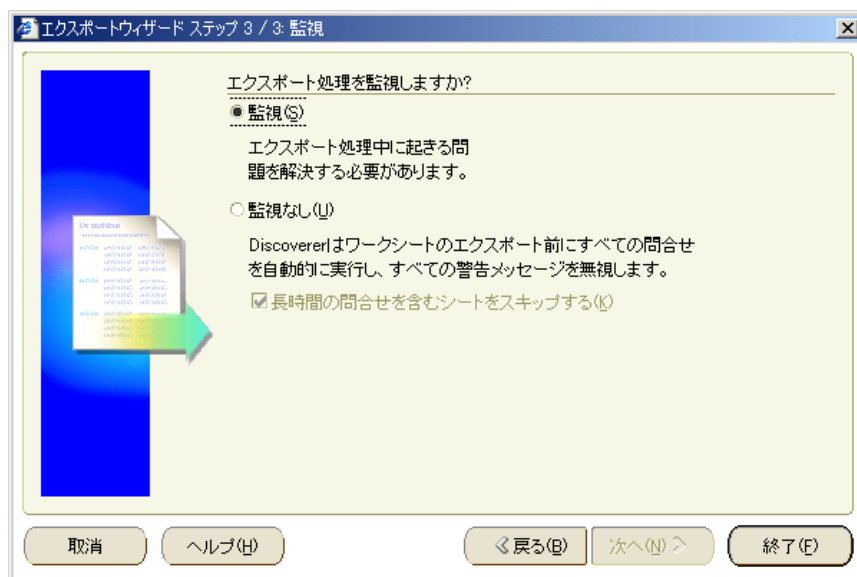 エクスポートウィザード ステップ 3 / 3: 監視
エクスポート処理を監視しますか?
監視(S)
エクスポート処理中に起きる問
題を解決する必要があります。
監視なし(U)
Discovererはワークシートのエクスポート前にすべての問合せ
を自動的に実行し、すべての警告メッセージを無視します。
長時間の問合せを含むシートをスキップする(K)
取消
ヘルプ(H)
戻る(B)
次へ(N)
終了(F)